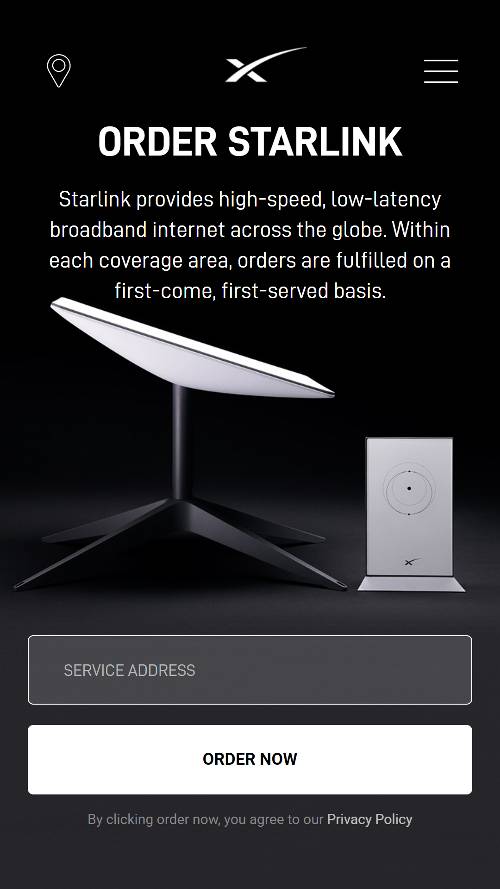 ORDER STARLINK
Starlink provides high-speed, low-latency
broadband internet across the globe. Within
each coverage area, orders are fulfilled on a
first-come, first-served basis.
SERVICE ADDRESS
ORDER NOW
By clicking order now, you agree to our Privacy Policy